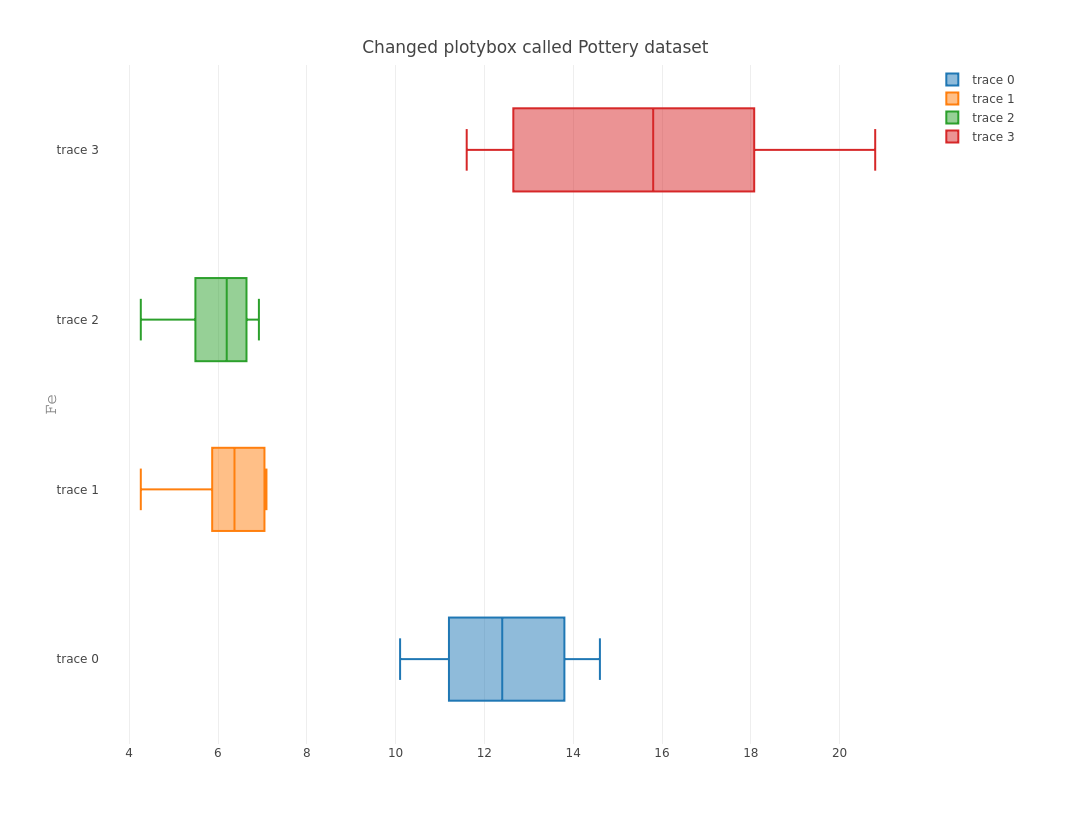 Changed plotybox called Pottery dataset
trace 0
trace 1
trace 2
trace 3
trace 3
trace 2
trace 1
trace 0
Fe
4 6 8 10 12 14 16 18 20